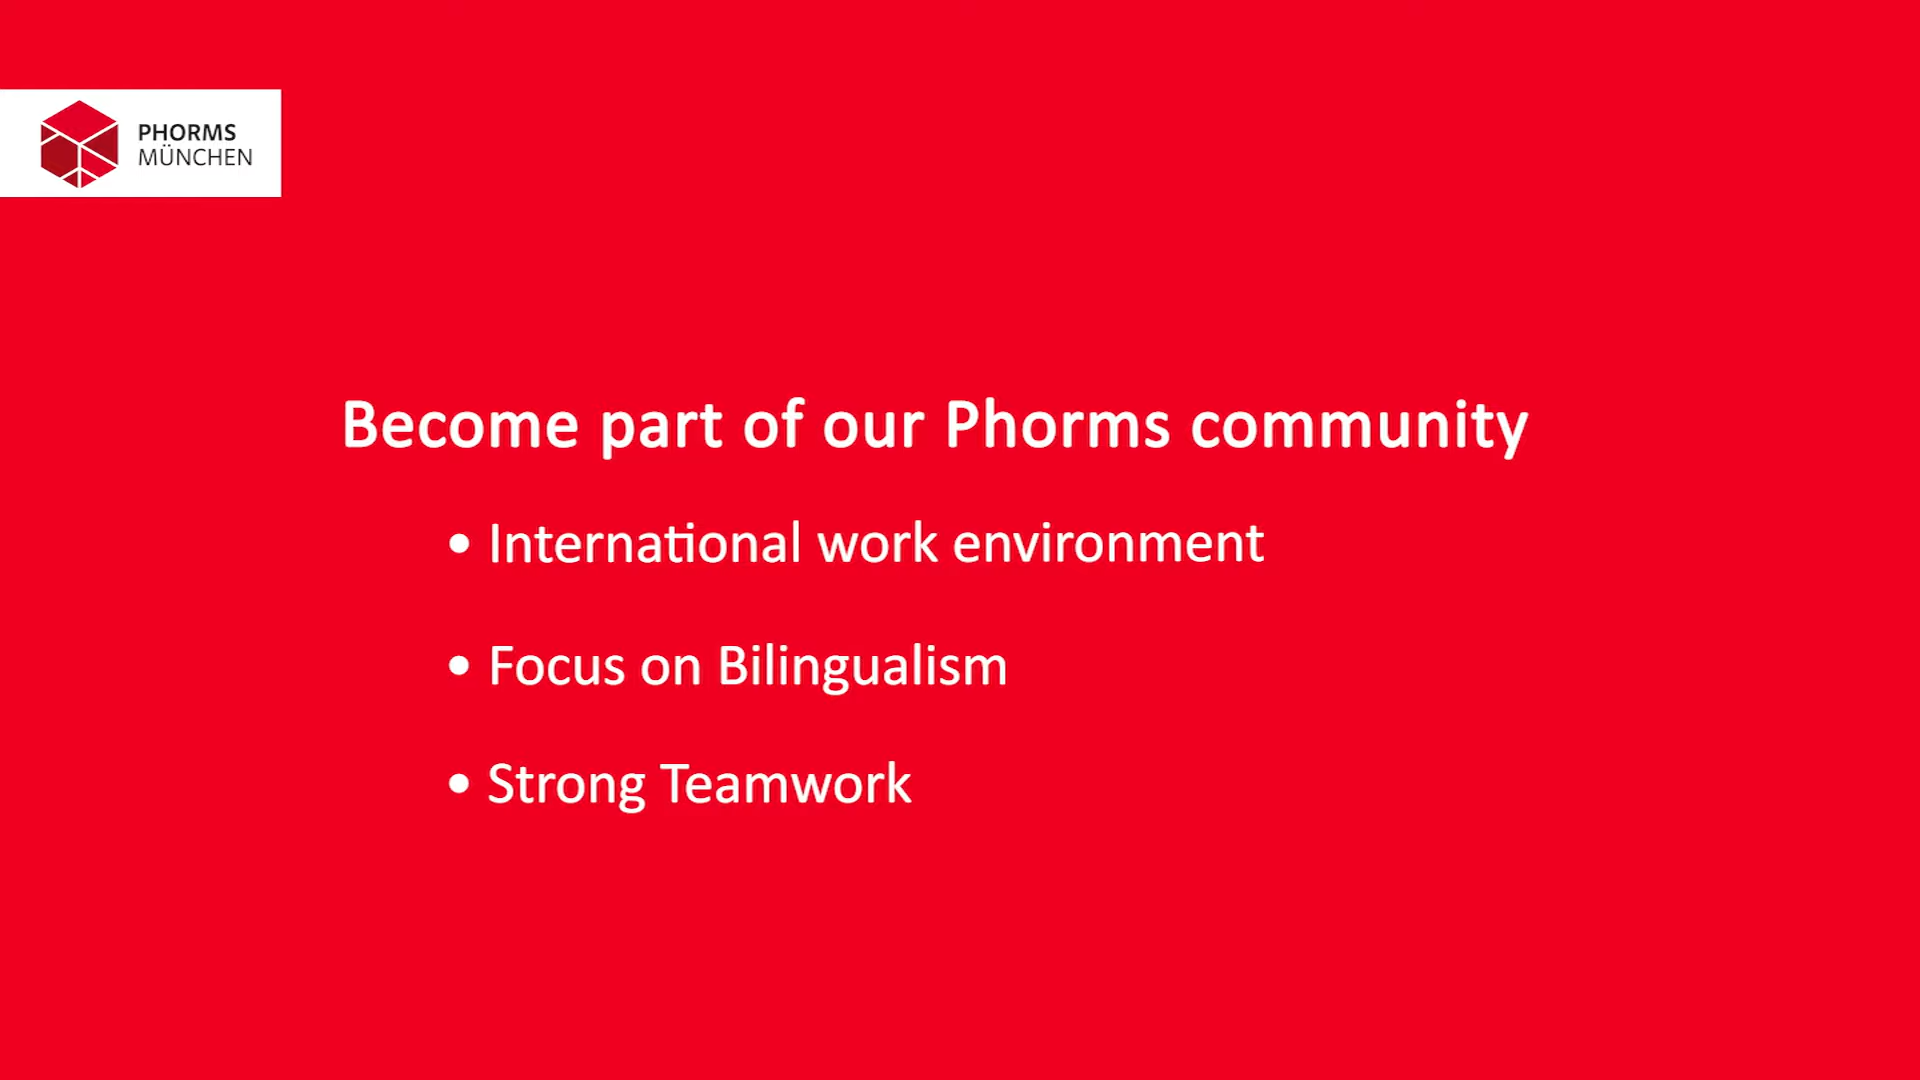 PHORMS
MÜNCHEN
Become part of our Phorms community
• International work environment
• Focus on Bilingualism
• Strong Teamwork